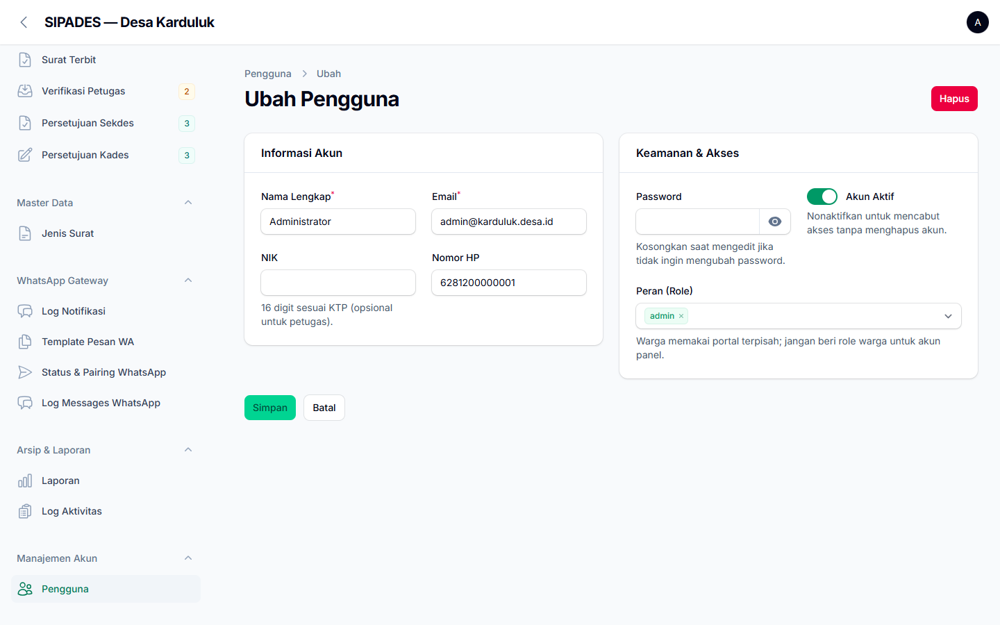 SIPADES — Desa Karduluk
A
Surat Terbit
Verifikasi Petugas
2
Persetujuan Sekdes
3
Persetujuan Kades
3
Master Data
Jenis Surat
WhatsApp Gateway
Log Notifikasi
Template Pesan WA
Status & Pairing WhatsApp
Log Messages WhatsApp
Arsip & Laporan
Laporan
Log Aktivitas
Manajemen Akun
Pengguna
Pengguna > Ubah
Ubah Pengguna
Hapus
Informasi Akun
Nama Lengkap*
Email*
Administrator
admin@karduluk.desa.id
NIK
Nomor HP
6281200000001
16 digit sesuai KTP (opsional
untuk petugas).
Keamanan & Akses
Password
Akun Aktif
Nonaktifkan untuk mencabut
akses tanpa menghapus akun.
Kosongkan saat mengedit jika
tidak ingin mengubah password.
Peran (Role)
admin ×
Warga memakai portal terpisah; jangan beri role warga untuk akun
panel.
Simpan
Batal